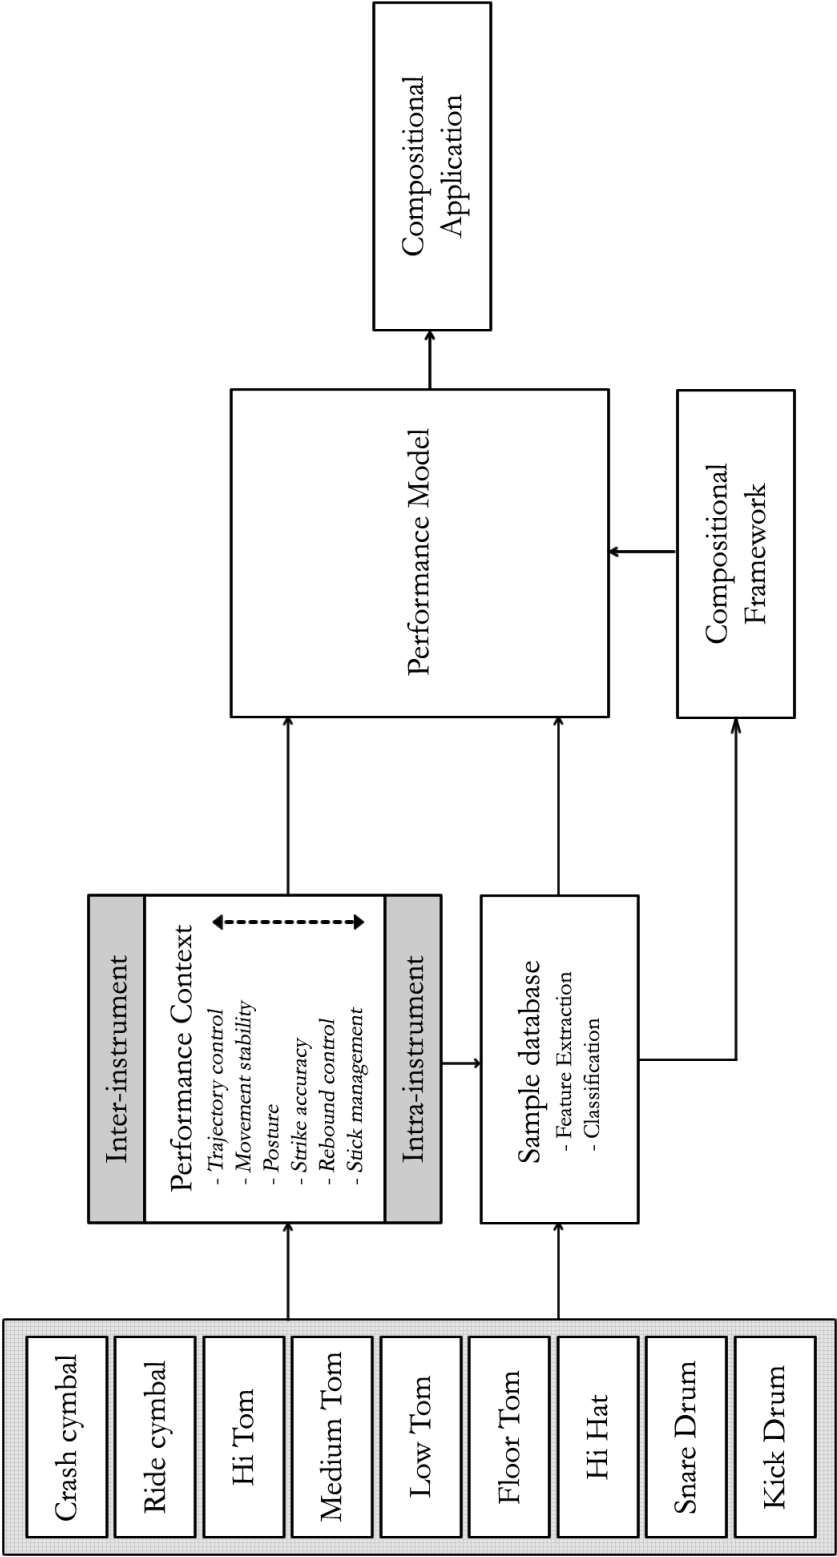 Crash cymbal
Ride cymbal
Hi Tom
Medium Tom
Low Tom
Floor Tom
Hi Hat
Snare Drum
Kick Drum
Inter-instrument
Performance Context
- Trajectory control
- Movement stability
- Posture
- Strike accuracy
- Rebound control
- Stick management
Intra-instrument
Sample database
- Feature Extraction
- Classification
Performance Model
Compositional
Framework
Compositional
Application